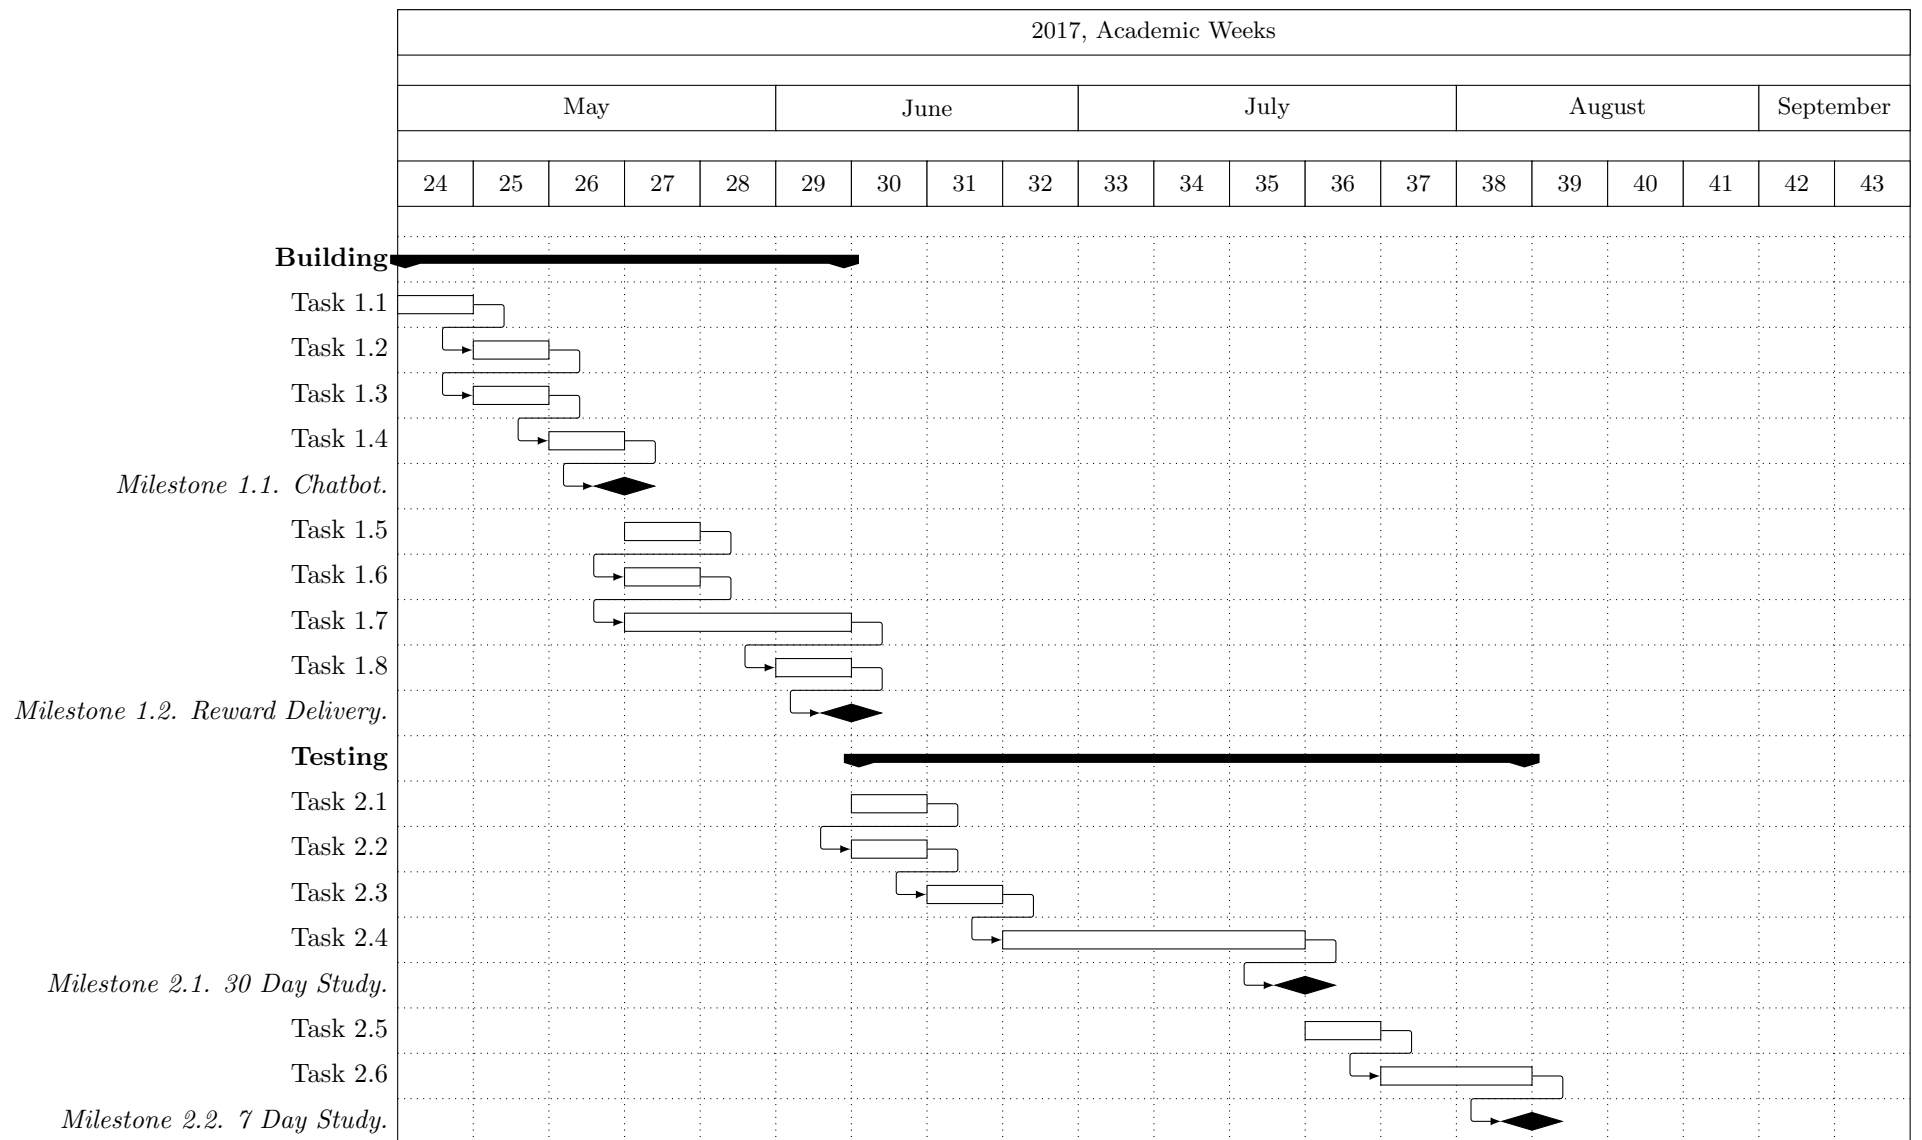 2017, Academic Weeks
May June July August September
24 25 26 27 28 29 30 31 32 33 34 35 36 37 38 39 40 41 42 43
Building
Task 1.1
Task 1.2
Task 1.3
Task 1.4
Milestone 1.1. Chatbot.
Task 1.5
Task 1.6
Task 1.7
Task 1.8
Milestone 1.2. Reward Delivery.
Testing
Task 2.1
Task 2.2
Task 2.3
Task 2.4
Milestone 2.1. 30 Day Study.
Task 2.5
Task 2.6
Milestone 2.2. 7 Day Study.